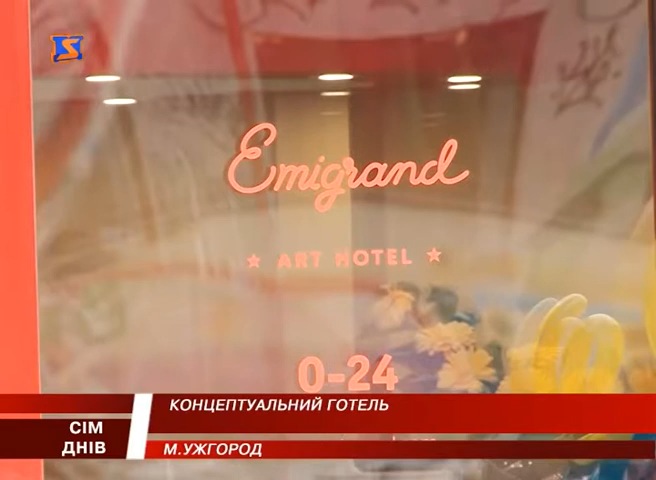 Emigrand
★ ART HOTEL ★
0-24
КОНЦЕПТУАЛЬНИЙ ГОТЕЛЬ
СІМ
ДНІВ
М.УЖГОРОД